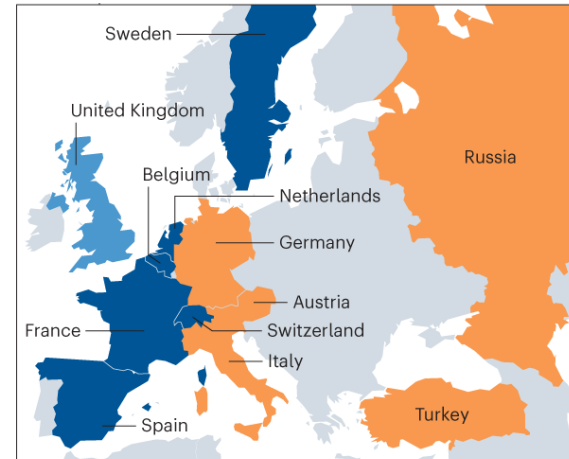 Sweden
United Kingdom
Russia
Belgium
Netherlands
Germany
Austria
France
Switzerland
Italy
Turkey
Spain